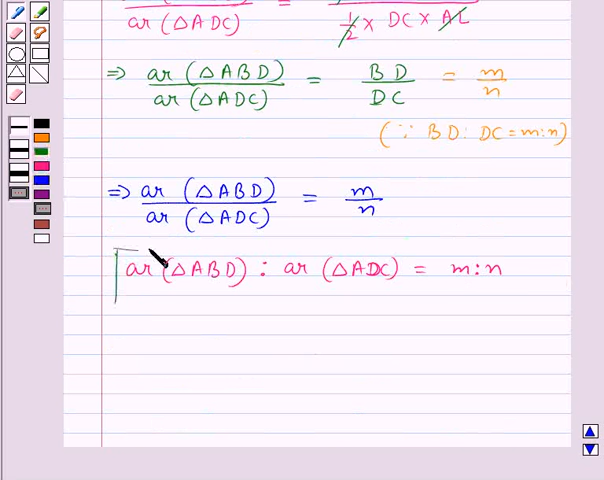 ar (△ADC) = 1/2 × DC × AL
⇒ ar (△ABD) / ar (△ADC) = BD / DC = m / n
(∵ BD : DC = m:n)
⇒ ar (△ABD) / ar (△ADC) = m / n
ar (△ABD) : ar (△ADC) = m:n